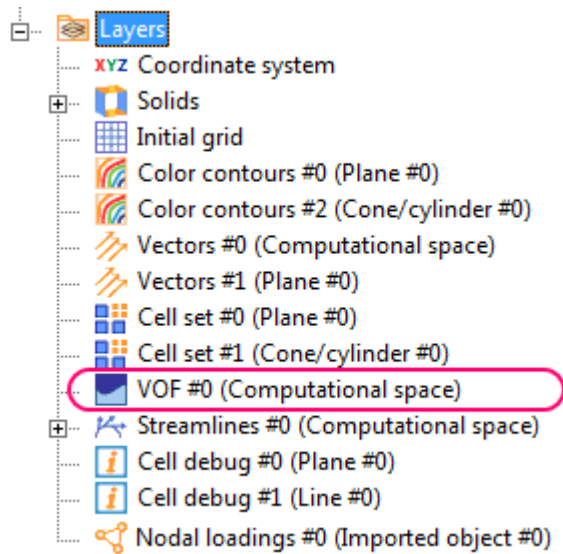 Layers
XYZ Coordinate system
Solids
Initial grid
Color contours #0 (Plane #0)
Color contours #2 (Cone/cylinder #0)
Vectors #0 (Computational space)
Vectors #1 (Plane #0)
Cell set #0 (Plane #0)
Cell set #1 (Cone/cylinder #0)
VOF #0 (Computational space)
Streamlines #0 (Computational space)
i Cell debug #0 (Plane #0)
i Cell debug #1 (Line #0)
Nodal loadings #0 (Imported object #0)